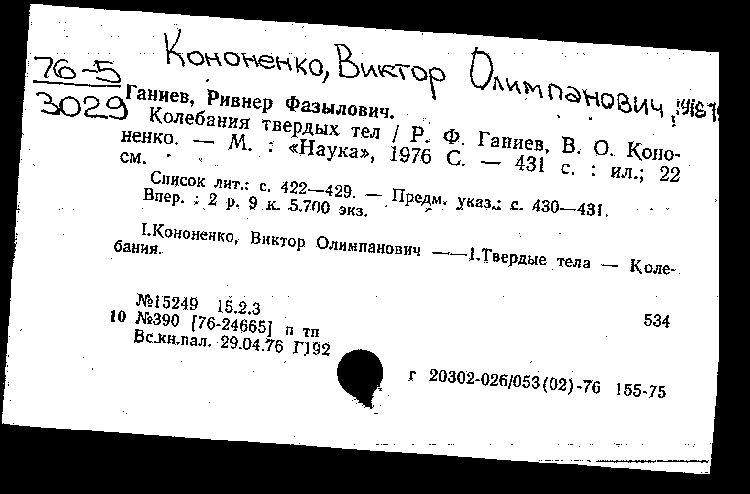 Кононенко, Виктор Олимпанович,
76-5
3029
Ганиев, Ривнер Фазылович.
Колебания твердых тел / Р. Ф. Ганиев, В. О. Коно-
ненко. — М. : «Наука», 1976 С. — 431 с. : ил.; 22
см.
Список лит.: с. 422—429. — Предм. указ.: с. 430—431.
Впер. : 2 р. 9 к. 5.700 экз.
I.Кононенко, Виктор Олимпанович ——1.Твердые тела — Коле-
бания.
№15249 15.2.3
534
10 №390 [76-24665] п тп
Вс.кн.пал. 29.04.76 Г192
г 20302-026/053(02)-76 155-75